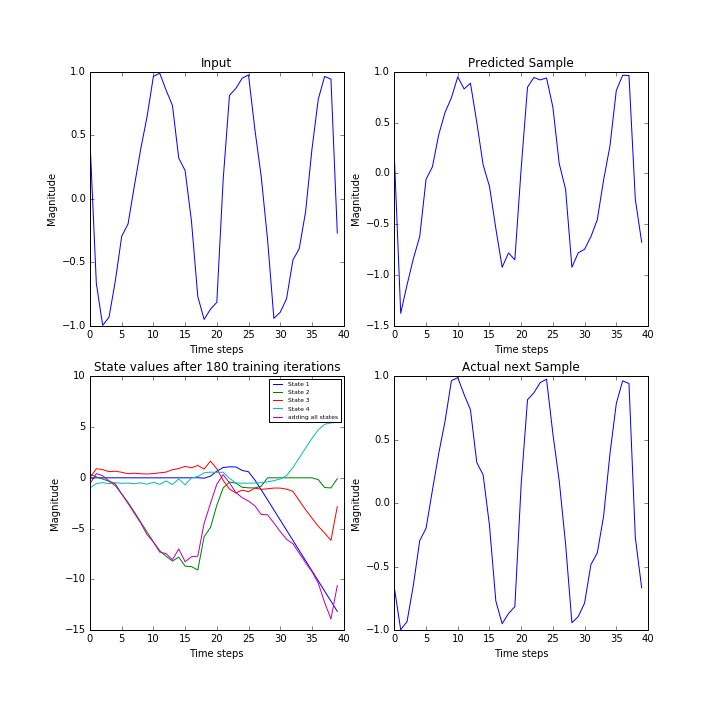 Input
1.0
0.5
0.0
−0.5
−1.0
Magnitude
0 5 10 15 20 25 30 35 40
Time steps
Predicted Sample
1.0
0.5
0.0
−0.5
−1.0
−1.5
Magnitude
0 5 10 15 20 25 30 35 40
Time steps
State values after 180 training iterations
10
5
0
−5
−10
−15
Magnitude
State 1
State 2
State 3
State 4
adding all states
0 5 10 15 20 25 30 35 40
Time steps
Actual next Sample
1.0
0.5
0.0
−0.5
−1.0
Magnitude
0 5 10 15 20 25 30 35 40
Time steps